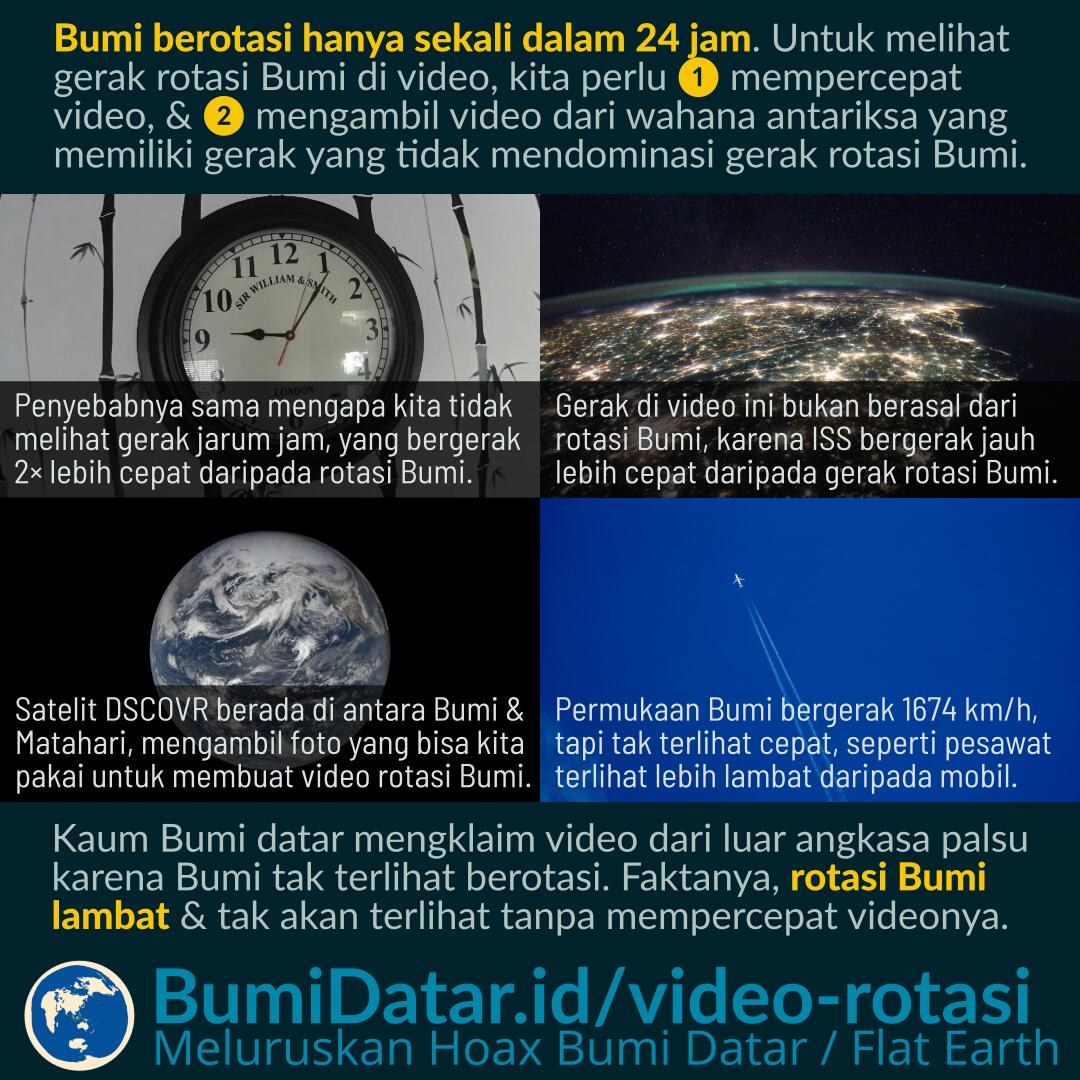 Bumi berotasi hanya sekali dalam 24 jam. Untuk melihat
gerak rotasi Bumi di video, kita perlu 1 mempercepat
video, & 2 mengambil video dari wahana antariksa yang
memiliki gerak yang tidak mendominasi gerak rotasi Bumi.
12
11 1
SIR WILLIAM & SMITH
10 2
9 3
8 4
LONDON
Penyebabnya sama mengapa kita tidak
melihat gerak jarum jam, yang bergerak
2× lebih cepat daripada rotasi Bumi.
Gerak di video ini bukan berasal dari
rotasi Bumi, karena ISS bergerak jauh
lebih cepat daripada gerak rotasi Bumi.
Satelit DSCOVR berada di antara Bumi &
Matahari, mengambil foto yang bisa kita
pakai untuk membuat video rotasi Bumi.
Permukaan Bumi bergerak 1674 km/h,
tapi tak terlihat cepat, seperti pesawat
terlihat lebih lambat daripada mobil.
Kaum Bumi datar mengklaim video dari luar angkasa palsu
karena Bumi tak terlihat berotasi. Faktanya, rotasi Bumi
lambat & tak akan terlihat tanpa mempercepat videonya.
BumiDatar.id/video-rotasi
Meluruskan Hoax Bumi Datar / Flat Earth